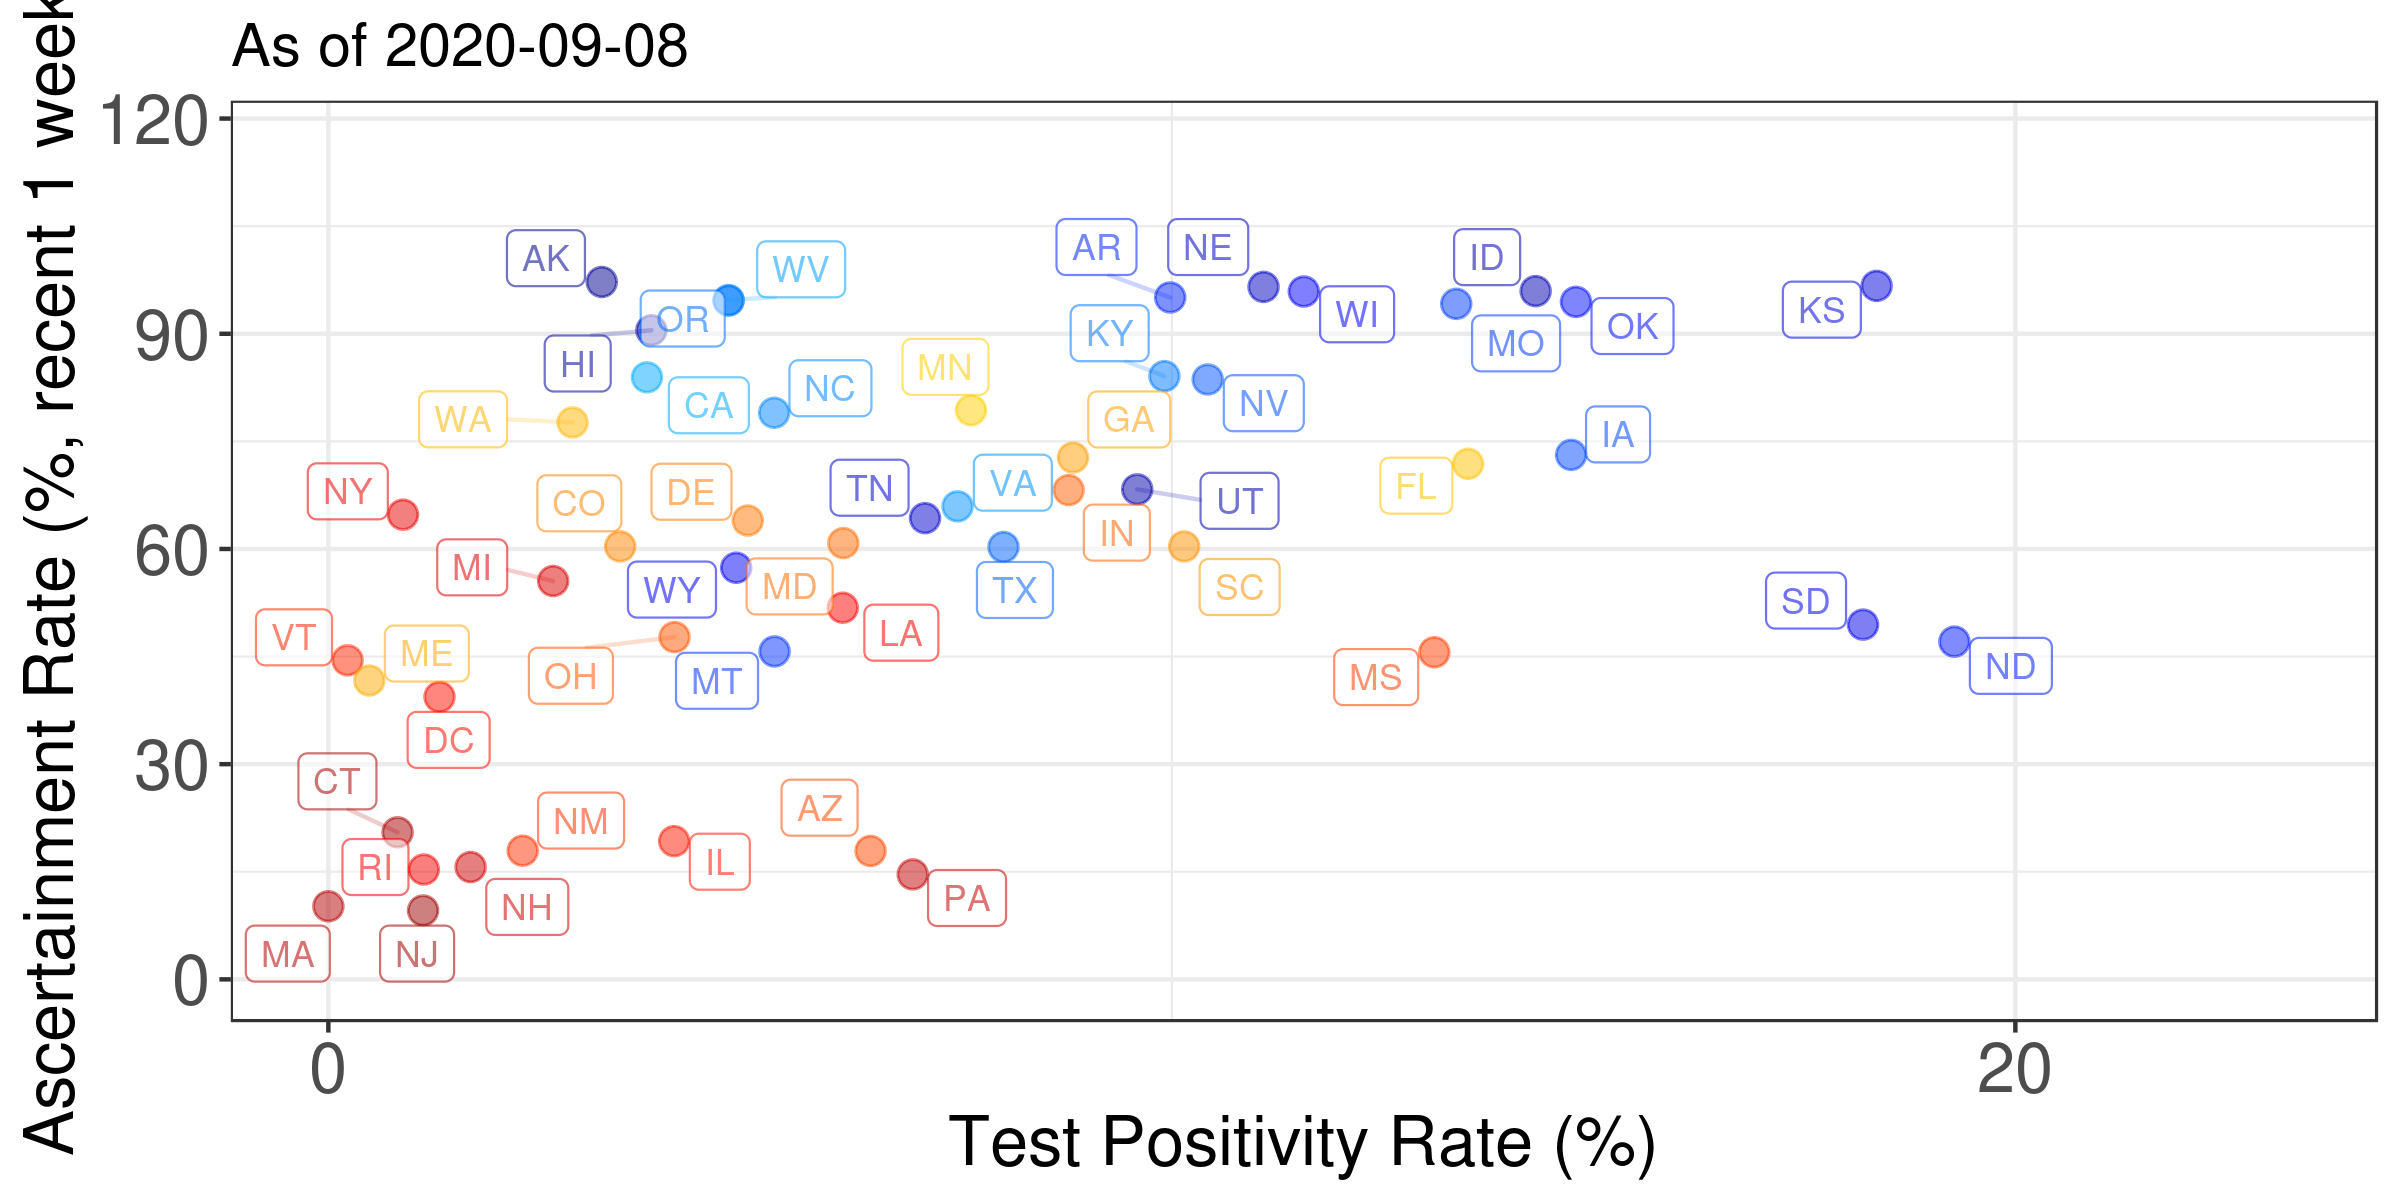 As of 2020-09-08
Ascertainment Rate (%, recent 1 week
120
90
60
30
0
AK
WV
OR
HI
CA
NC
WA
MN
AR
NE
WI
KY
NV
GA
ID
MO
OK
KS
IA
NY
CO
DE
TN
VA
IN
UT
FL
MI
WY
MD
TX
SC
LA
VT
ME
OH
MT
MS
SD
ND
DC
CT
RI
NM
IL
AZ
NH
PA
MA
NJ
0
20
Test Positivity Rate (%)